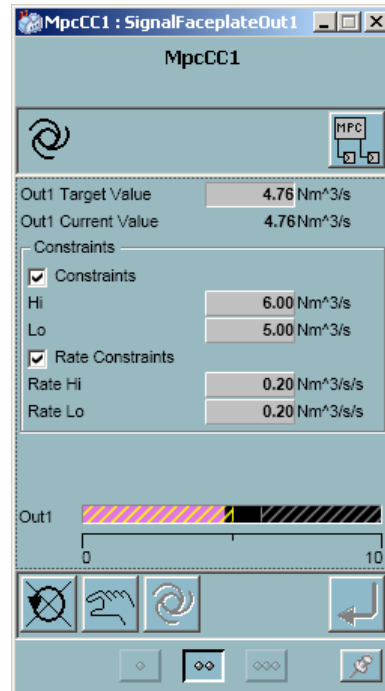 MpcCC1 : SignalFaceplateOut1
MpcCC1
MPC
Out1 Target Value 4.76 Nm^3/s
Out1 Current Value 4.76 Nm^3/s
Constraints
Constraints
Hi 6.00 Nm^3/s
Lo 5.00 Nm^3/s
Rate Constraints
Rate Hi 0.20 Nm^3/s/s
Rate Lo 0.20 Nm^3/s/s
Out1
0 10